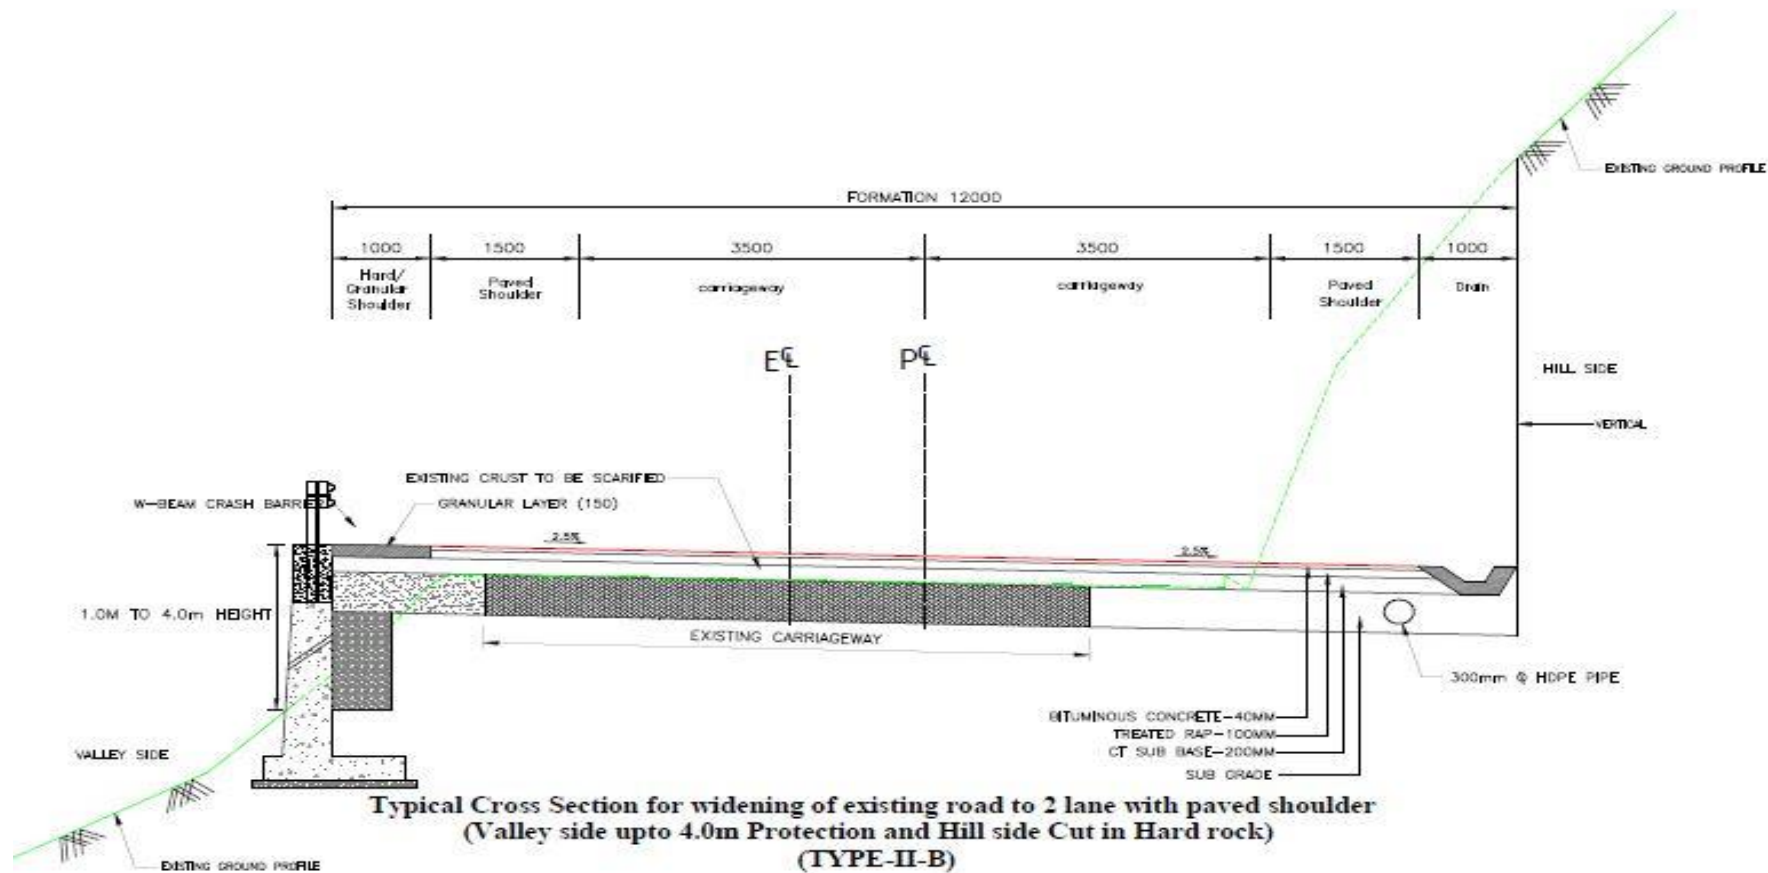 EXISTING GROUND PROFILE
FORMATION 12000
1000 1500 3500 3500 1500 1000
Hard/
Granular
Shoulder
Paved
Shoulder
carriageway
carriageway
Paved
Shoulder
Drain
E℄
P℄
HILL SIDE
VERTICAL
EXISTING CRUST TO BE SCARIFIED
W-BEAM CRASH BARRIER
GRANULAR LAYER (150)
2.5%
2.5%
1.0M TO 4.0m HEIGHT
EXISTING CARRIAGEWAY
300mm Φ HDPE PIPE
BITUMINOUS CONCRETE-40MM
TREATED RAP-100MM
CT SUB BASE-200MM
SUB GRADE
VALLEY SIDE
Typical Cross Section for widening of existing road to 2 lane with paved shoulder
(Valley side upto 4.0m Protection and Hill side Cut in Hard rock)
(TYPE-II-B)
EXISTING GROUND PROFILE